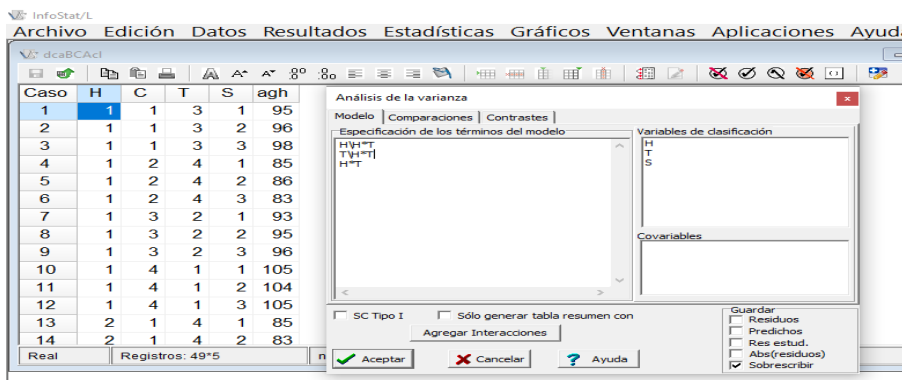 InfoStat/L
Archivo Edición Datos Resultados Estadísticas Gráficos Ventanas Aplicaciones Ayud
dcaBCAcl
Caso H C T S agh
1 1 1 3 1 95
2 1 1 3 2 96
3 1 1 3 3 98
4 1 2 4 1 85
5 1 2 4 2 86
6 1 2 4 3 83
7 1 3 2 1 93
8 1 3 2 2 95
9 1 3 2 3 96
10 1 4 1 1 105
11 1 4 1 2 104
12 1 4 1 3 105
13 2 1 4 1 85
14 2 1 4 2 83
Real Registros: 49*5 n
Análisis de la varianza
Modelo Comparaciones Contrastes
Especificación de los términos del modelo
H\H*T
T\H*T
H*T
Variables de clasificación
H
T
S
Covariables
SC Tipo I
Sólo generar tabla resumen con
Agregar Interacciones
Aceptar
Cancelar
Ayuda
Guardar
Residuos
Predichos
Res estud.
Abs(residuos)
Sobrescribir